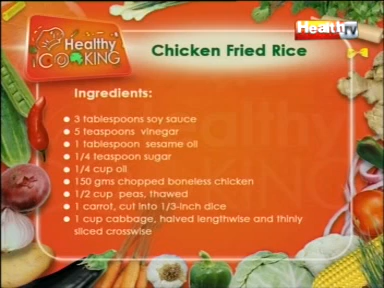 Healthy
COOKING
HealthTV
Chicken Fried Rice
Ingredients:
3 tablespoons soy sauce
5 teaspoons vinegar
1 tablespoon sesame oil
1/4 teaspoon sugar
1/4 cup oil
150 gms chopped boneless chicken
1/2 cup peas, thawed
1 carrot, cut into 1/3-inch dice
1 cup cabbage, halved lengthwise and thinly
sliced crosswise